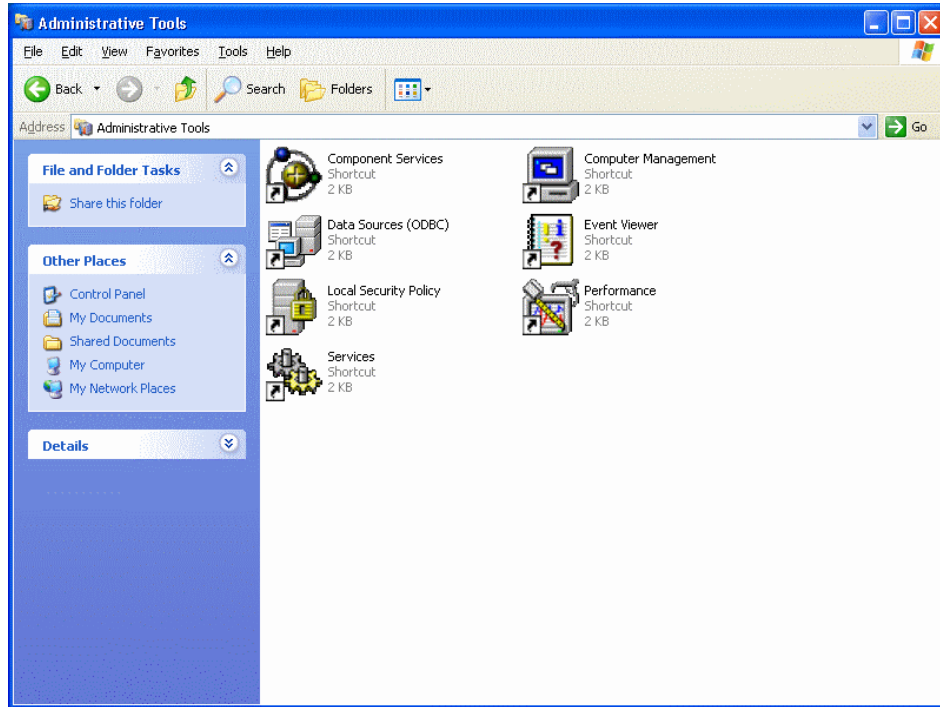 Administrative Tools
File Edit View Favorites Tools Help
Back Search Folders
Address Administrative Tools Go
File and Folder Tasks
Share this folder
Other Places
Control Panel
My Documents
Shared Documents
My Computer
My Network Places
Details
Component Services
Shortcut
2 KB
Computer Management
Shortcut
2 KB
Data Sources (ODBC)
Shortcut
2 KB
Event Viewer
Shortcut
2 KB
Local Security Policy
Shortcut
2 KB
Performance
Shortcut
2 KB
Services
Shortcut
2 KB